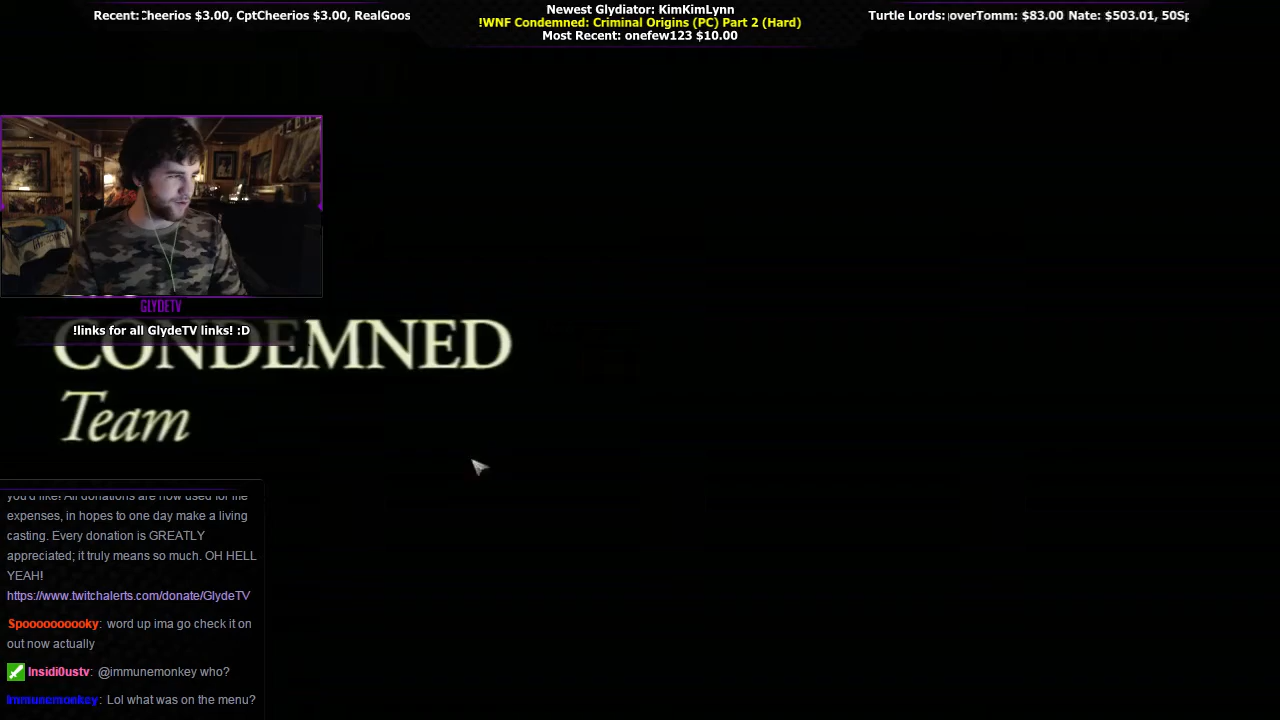 Recent: Cheerios $3.00, CptCheerios $3.00, RealGoos
Newest Glydiator: KimKimLynn
!WNF Condemned: Criminal Origins (PC) Part 2 (Hard)
Most Recent: onefew123 $10.00
Turtle Lords: overTomm: $83.00 Nate: $503.01, 50Sp
GLYDETV
!links for all GlydeTV links! :D
CONDEMNED
Team
you'd like! All donations are now used for life
expenses, in hopes to one day make a living
casting. Every donation is GREATLY
appreciated; it truly means so much. OH HELL
YEAH!
https://www.twitchalerts.com/donate/GlydeTV
Spooooooooky: word up ima go check it on
out now actually
Insidi0ustv: @immunemonkey who?
Immunemonkey: Lol what was on the menu?